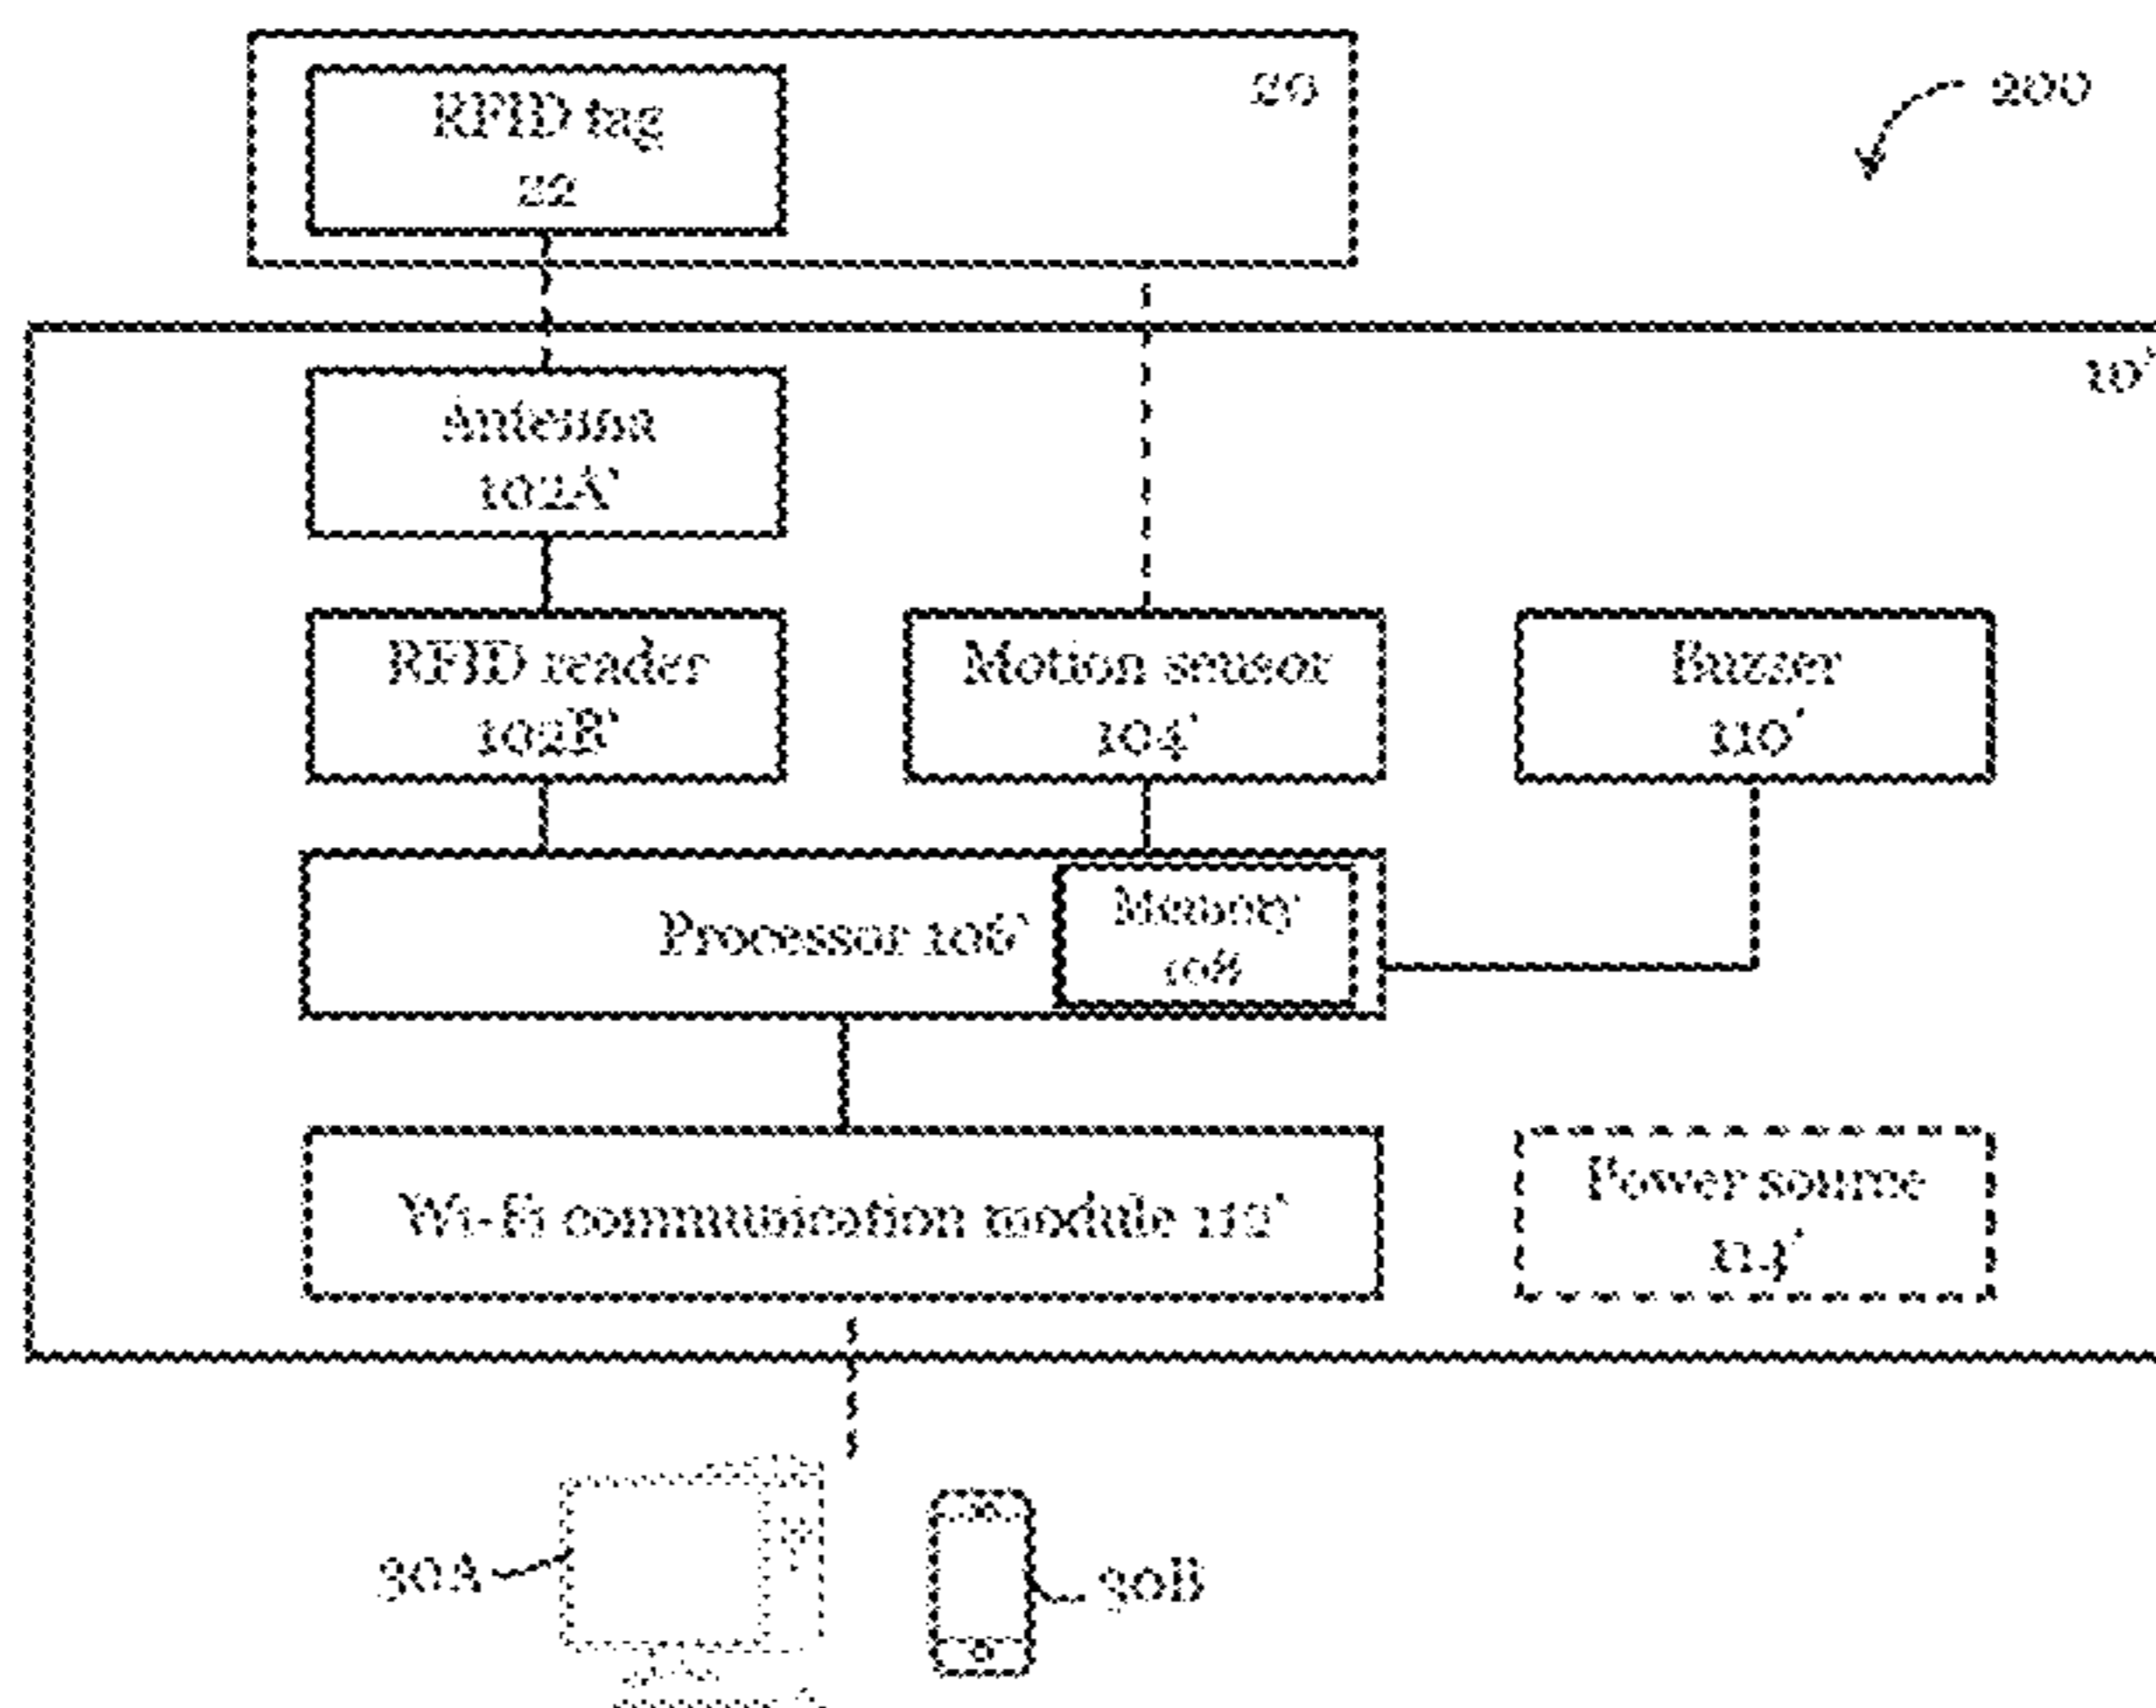 RFID tag
22
20
200
10'
Antenna
102A'
RFID reader
102B'
Motion sensor
104'
Buzzer
110'
Processor 106'
Memory
108
Wi-Fi communication module 112'
Power source
114'
30A
30B